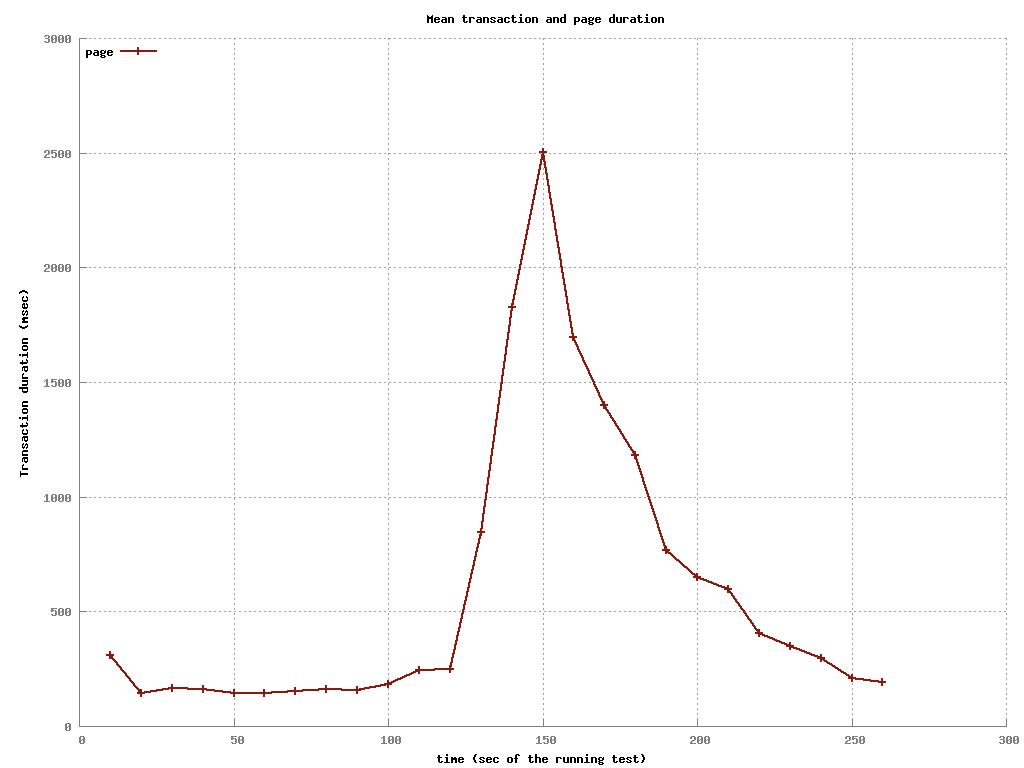 Mean transaction and page duration
page
3000
2500
2000
1500
1000
500
0
Transaction duration (msec)
0 50 100 150 200 250 300
time (sec of the running test)